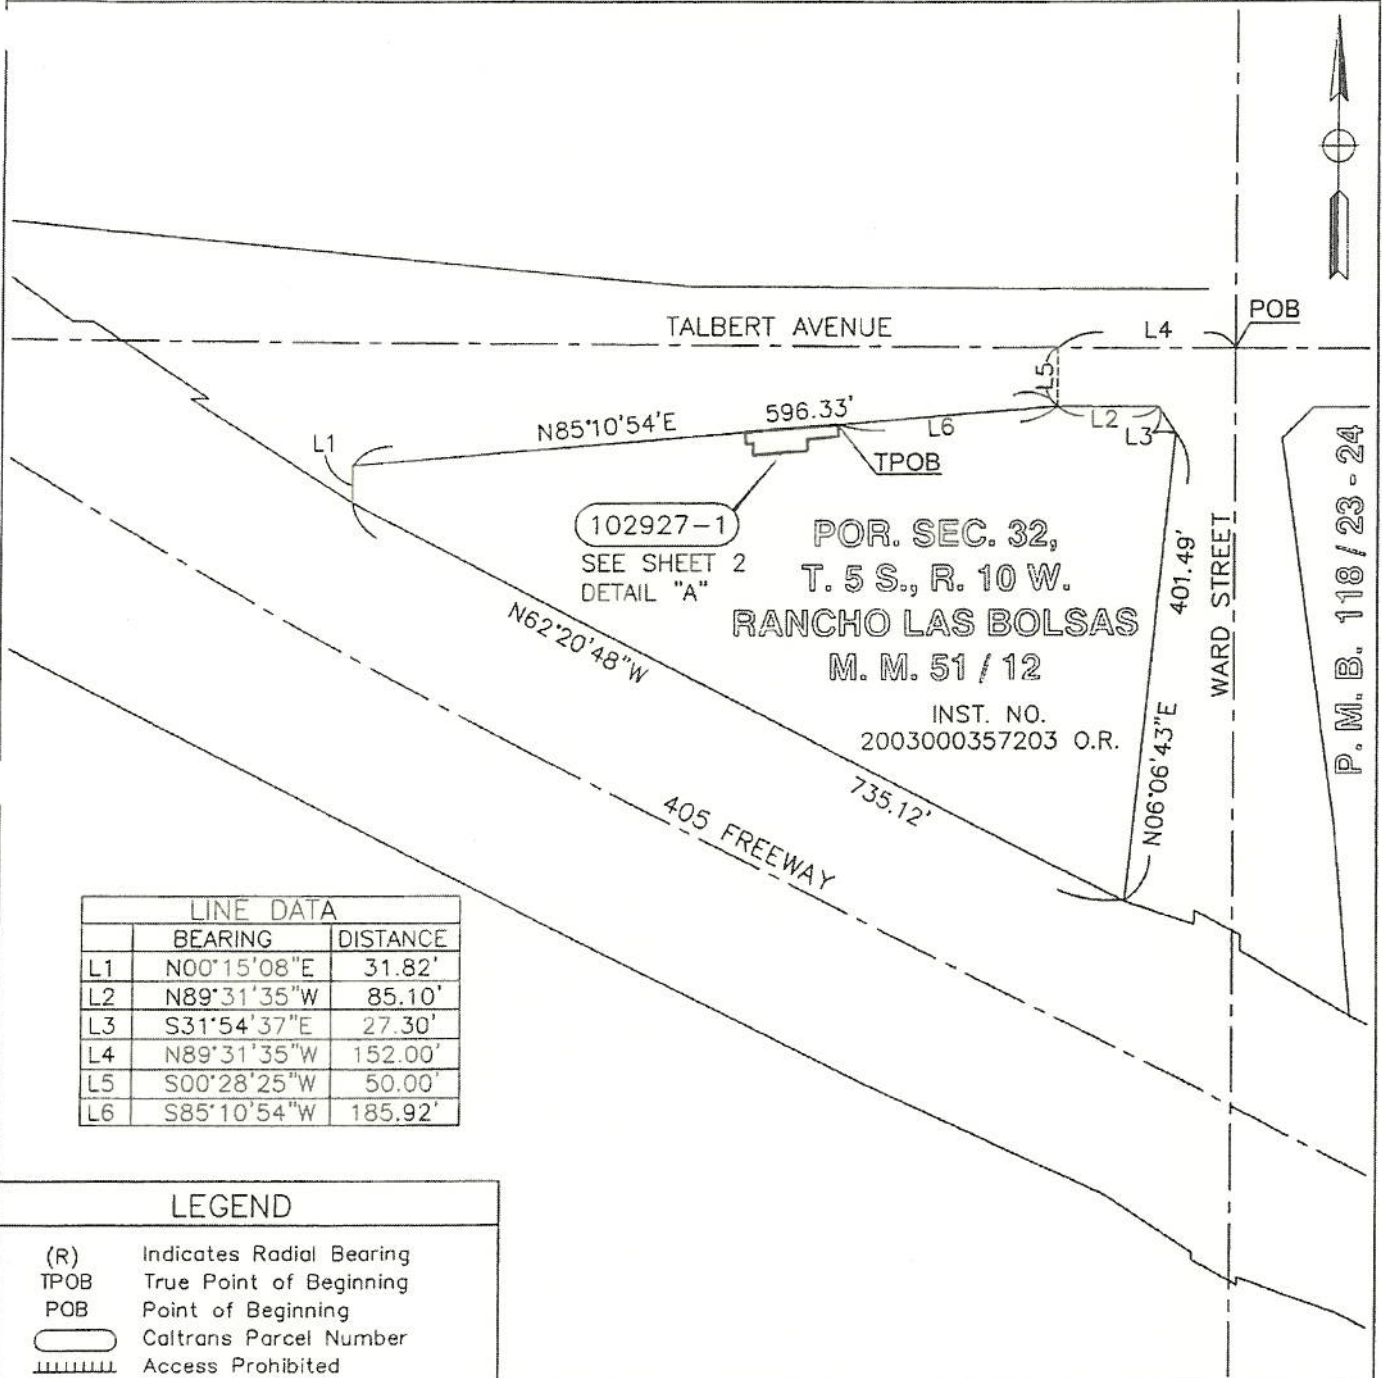 POB
L4
TALBERT AVENUE
L5
596.33'
N85°10'54'E
L6
L2
L3
L1
TPOB
102927-1
SEE SHEET 2
DETAIL "A"
POR. SEC. 32,
T. 5 S., R. 10 W.
RANCHO LAS BOLSAS
M. M. 51 / 12
INST. NO.
2003000357203 O.R.
401.49'
N06°06'43"E
WARD STREET
P. M. B. 118 / 23 - 24
N62°20'48"W
735.12'
405 FREEWAY
LINE DATA
BEARING DISTANCE
L1 N00°15'08"E 31.82'
L2 N89°31'35"W 85.10'
L3 S31°54'37"E 27.30'
L4 N89°31'35"W 152.00'
L5 S00°28'25"W 50.00'
L6 S85°10'54"W 185.92'
LEGEND
(R) Indicates Radial Bearing
TPOB True Point of Beginning
POB Point of Beginning
Caltrans Parcel Number
Access Prohibited